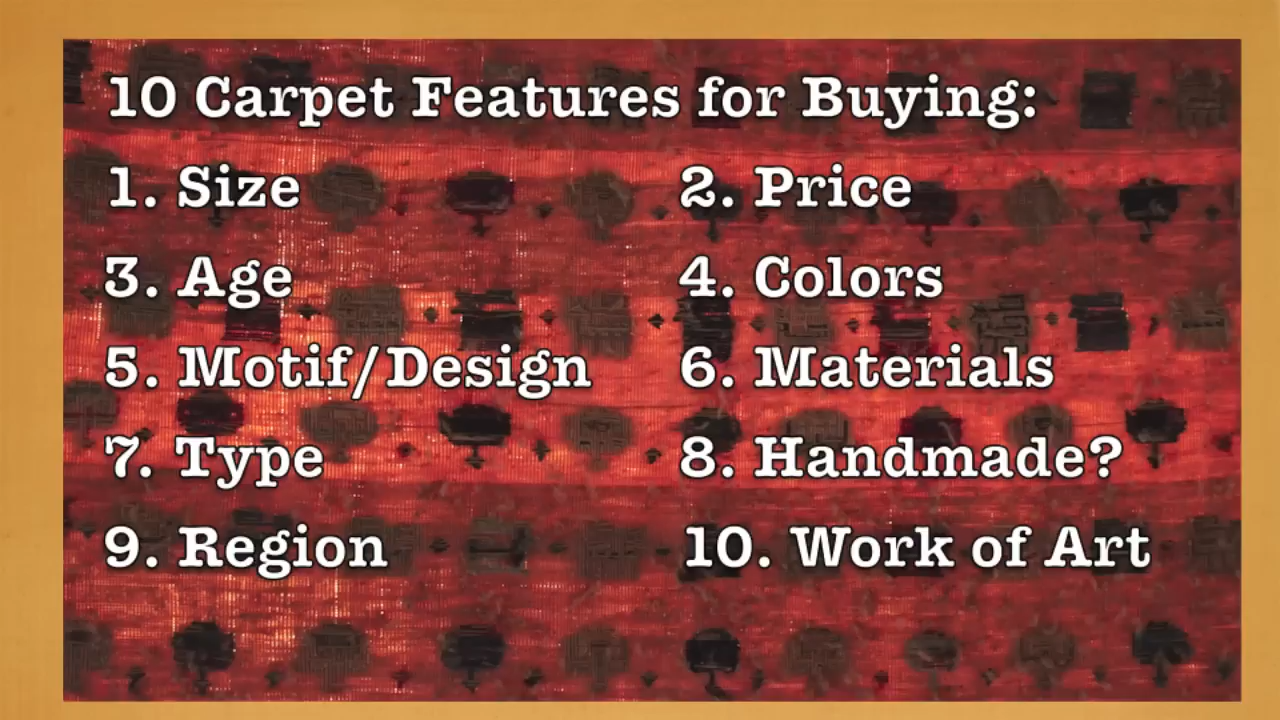 10 Carpet Features for Buying:
1. Size
2. Price
3. Age
4. Colors
5. Motif/Design
6. Materials
7. Type
8. Handmade?
9. Region
10. Work of Art